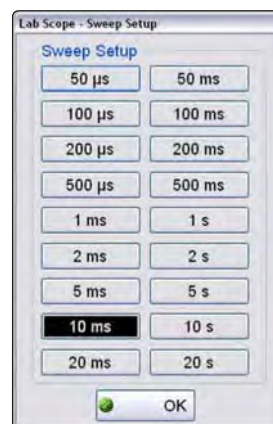 Lab Scope - Sweep Setup
Sweep Setup
50 µs 50 ms
100 µs 100 ms
200 µs 200 ms
500 µs 500 ms
1 ms 1 s
2 ms 2 s
5 ms 5 s
10 ms 10 s
20 ms 20 s
OK